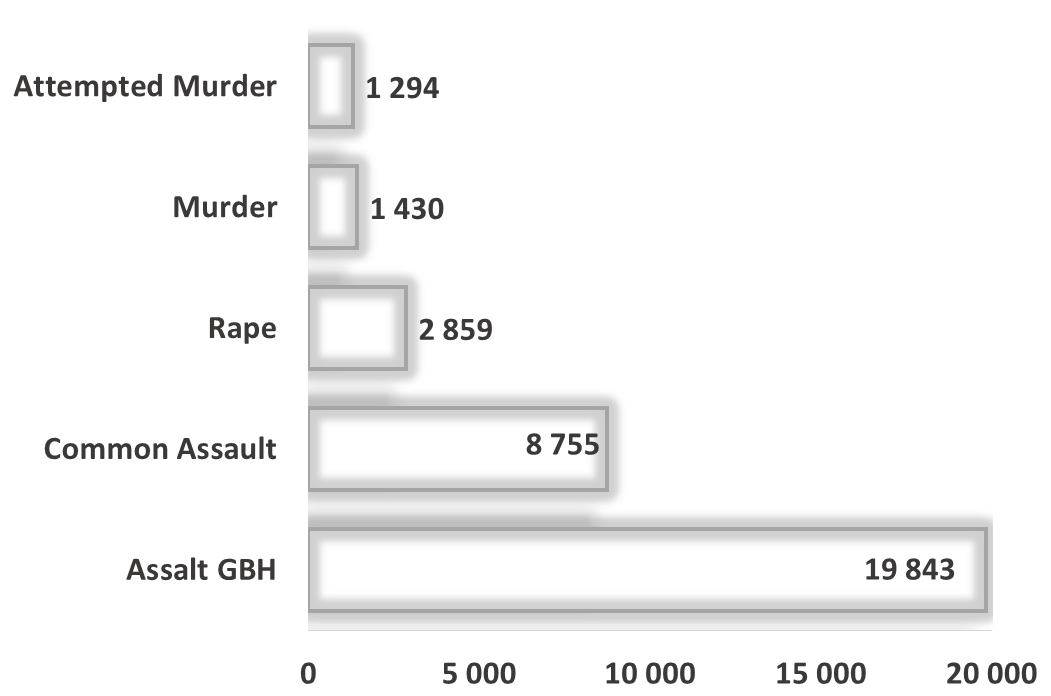 Attempted Murder 1 294
Murder 1 430
Rape 2 859
Common Assault 8 755
Assalt GBH 19 843
0 5 000 10 000 15 000 20 000